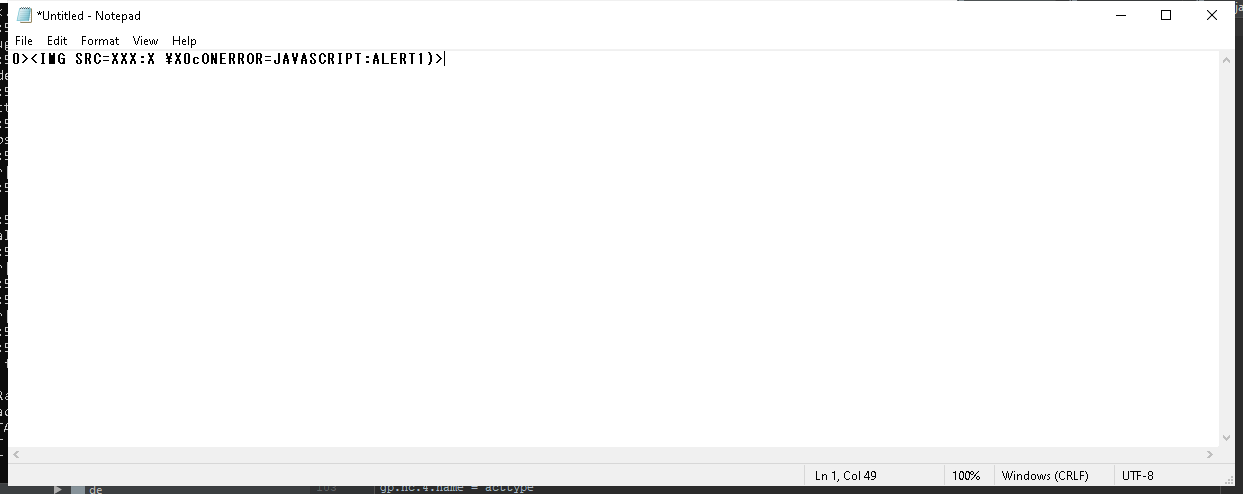 *Untitled - Notepad
File Edit Format View Help
0><IMG SRC=XXX:X ¥X0cONERROR=JAVASCRIPT:ALERT1)>
Ln 1, Col 49 100% Windows (CRLF) UTF-8
de
gp.nc.4.name = acctype